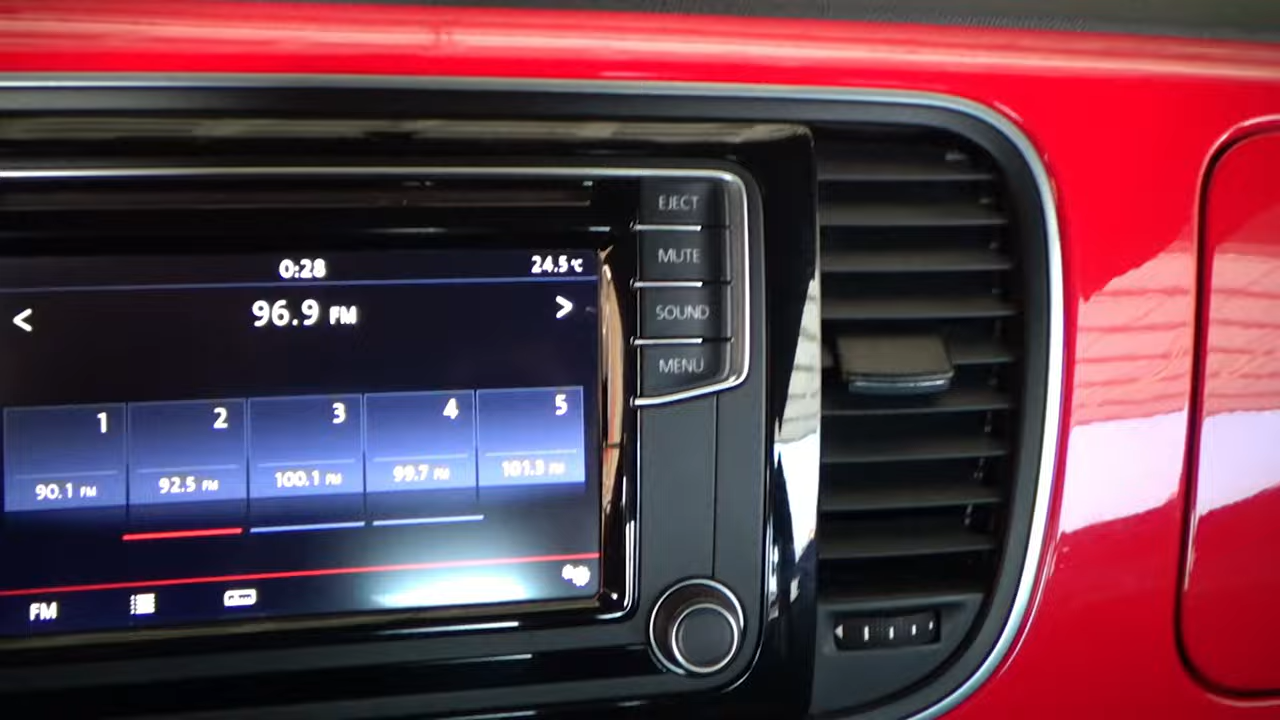 EJECT
MUTE
SOUND
MENU
0:28 24.5°C
< 96.9 FM >
1 2 3 4 5
90.1 FM 92.5 FM 100.1 FM 99.7 FM 101.3 FM
FM